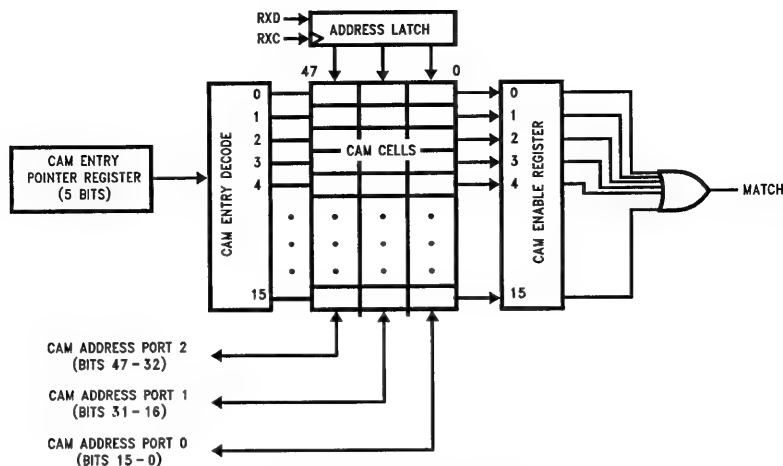 RXD
RXC
ADDRESS LATCH
47
0
0
1
2
3
4
15
CAM ENTRY DECODE
CAM CELLS
0
1
2
3
4
15
CAM ENABLE REGISTER
CAM ENTRY
POINTER REGISTER
(5 BITS)
MATCH
CAM ADDRESS PORT 2
(BITS 47-32)
CAM ADDRESS PORT 1
(BITS 31-16)
CAM ADDRESS PORT 0
(BITS 15-0)